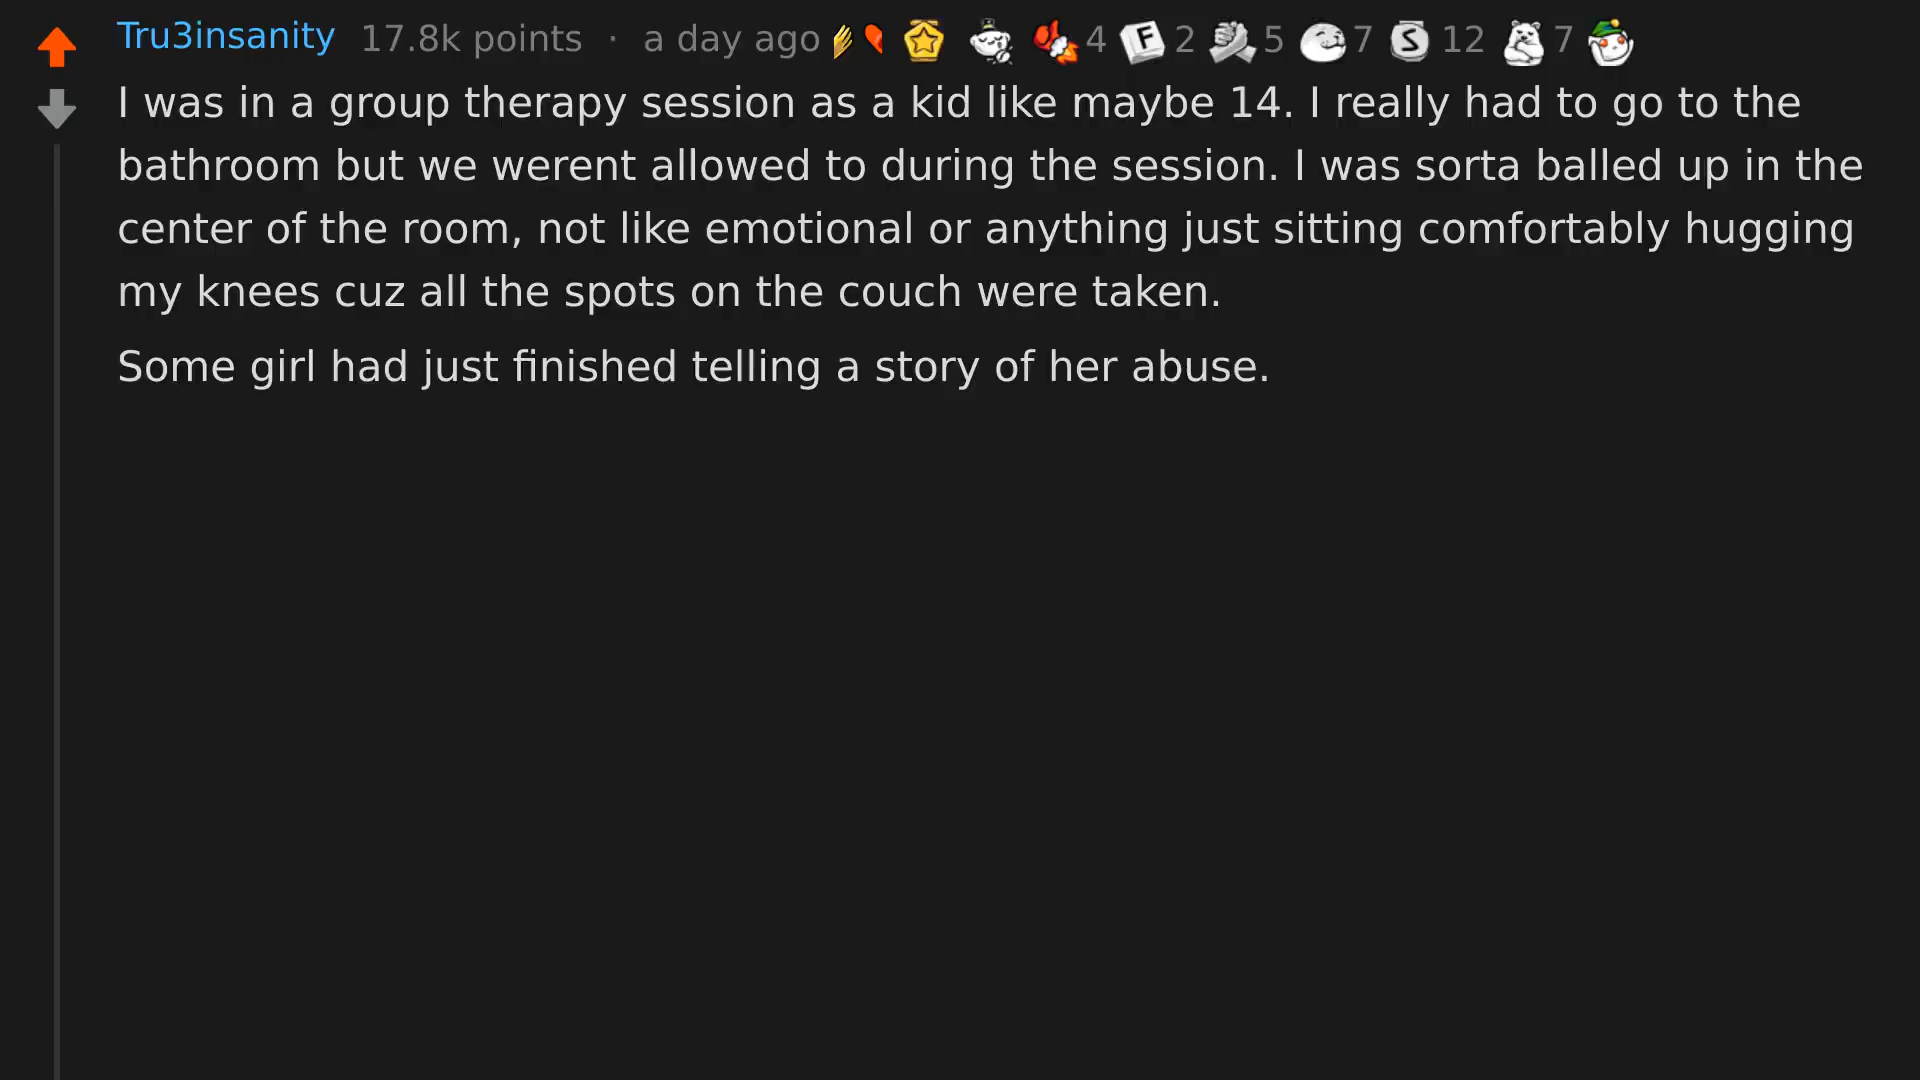 Tru3insanity 17.8k points · a day ago 4 F 2 5 7 S 12 7
I was in a group therapy session as a kid like maybe 14. I really had to go to the
bathroom but we werent allowed to during the session. I was sorta balled up in the
center of the room, not like emotional or anything just sitting comfortably hugging
my knees cuz all the spots on the couch were taken.
Some girl had just finished telling a story of her abuse.